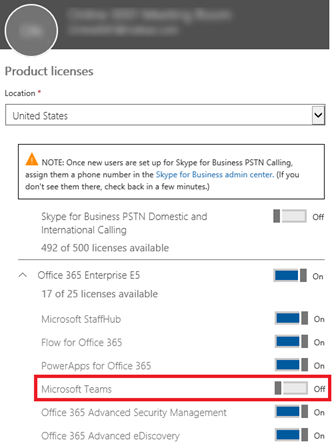 Product licenses
Location *
United States
NOTE: Once new users are set up for Skype for Business PSTN Calling,
assign them a phone number in the Skype for Business admin center. (If you
don't see them there, check back in a few minutes.)
Skype for Business PSTN Domestic and Off
International Calling
492 of 500 licenses available
Office 365 Enterprise E5 On
17 of 25 licenses available
Microsoft StaffHub On
Flow for Office 365 On
PowerApps for Office 365 On
Microsoft Teams Off
Office 365 Advanced Security Management On
Office 365 Advanced eDiscovery On